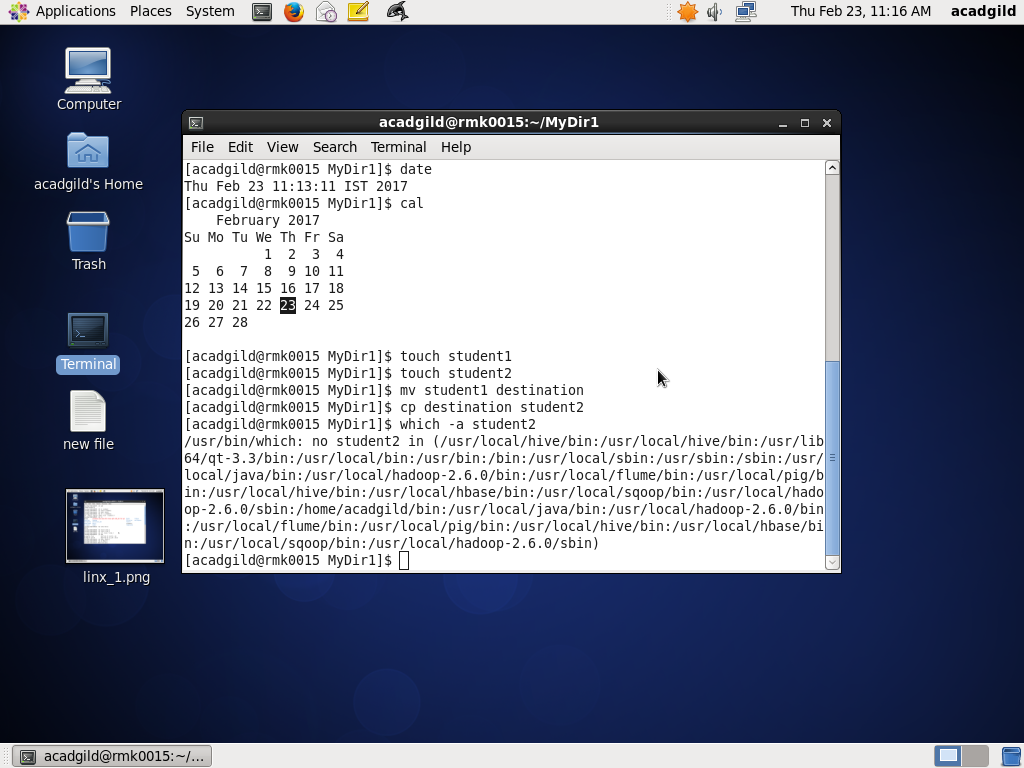 Applications Places System Thu Feb 23, 11:16 AM acadgild
Computer
acadgild's Home
Trash
Terminal
new file
linx_1.png
acadgild@rmk0015:~/MyDir1
File Edit View Search Terminal Help
[acadgild@rmk0015 MyDir1]$ date
Thu Feb 23 11:13:11 IST 2017
[acadgild@rmk0015 MyDir1]$ cal
    February 2017
Su Mo Tu We Th Fr Sa
          1  2  3  4
 5  6  7  8  9 10 11
12 13 14 15 16 17 18
19 20 21 22 23 24 25
26 27 28
[acadgild@rmk0015 MyDir1]$ touch student1
[acadgild@rmk0015 MyDir1]$ touch student2
[acadgild@rmk0015 MyDir1]$ mv student1 destination
[acadgild@rmk0015 MyDir1]$ cp destination student2
[acadgild@rmk0015 MyDir1]$ which -a student2
/usr/bin/which: no student2 in (/usr/local/hive/bin:/usr/local/hive/bin:/usr/lib
64/qt-3.3/bin:/usr/local/bin:/usr/bin:/bin:/usr/local/sbin:/usr/sbin:/sbin:/usr/
local/java/bin:/usr/local/hadoop-2.6.0/bin:/usr/local/flume/bin:/usr/local/pig/b
in:/usr/local/hive/bin:/usr/local/hbase/bin:/usr/local/sqoop/bin:/usr/local/hado
op-2.6.0/sbin:/home/acadgild/bin:/usr/local/java/bin:/usr/local/hadoop-2.6.0/bin
:/usr/local/flume/bin:/usr/local/pig/bin:/usr/local/hive/bin:/usr/local/hbase/bi
n:/usr/local/sqoop/bin:/usr/local/hadoop-2.6.0/sbin)
[acadgild@rmk0015 MyDir1]$
acadgild@rmk0015:~/...